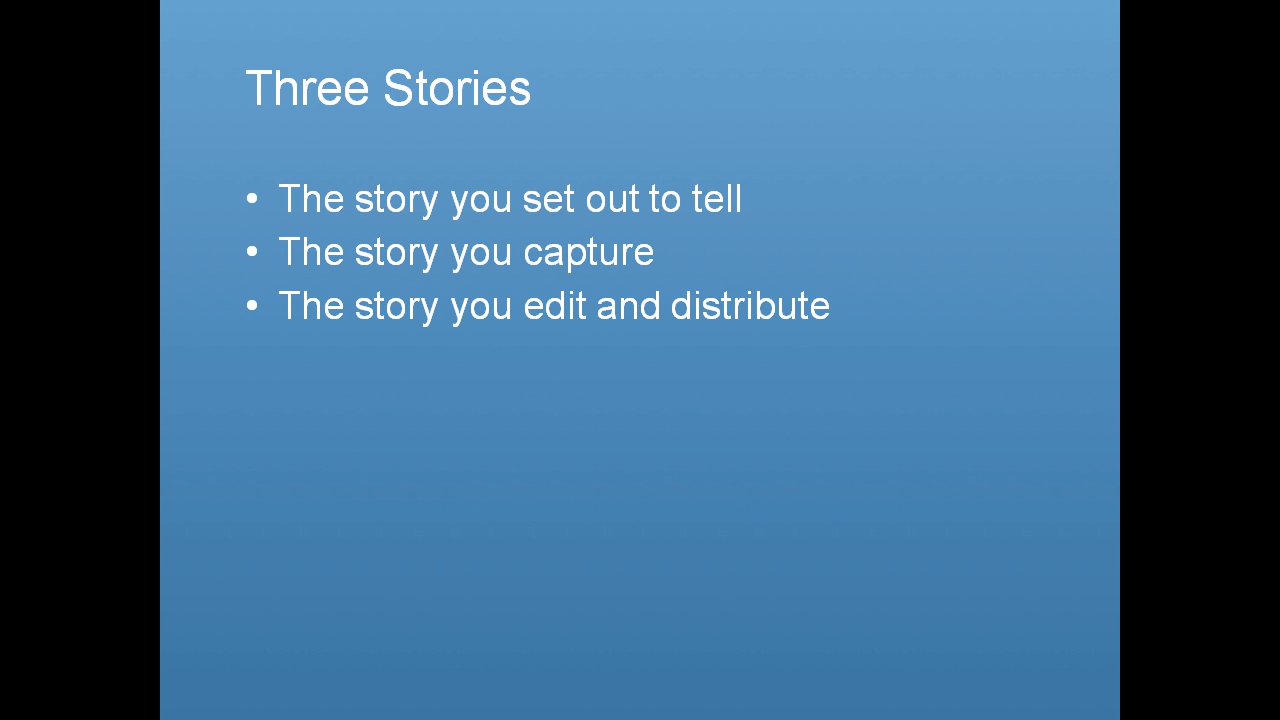 Three Stories
• The story you set out to tell
• The story you capture
• The story you edit and distribute